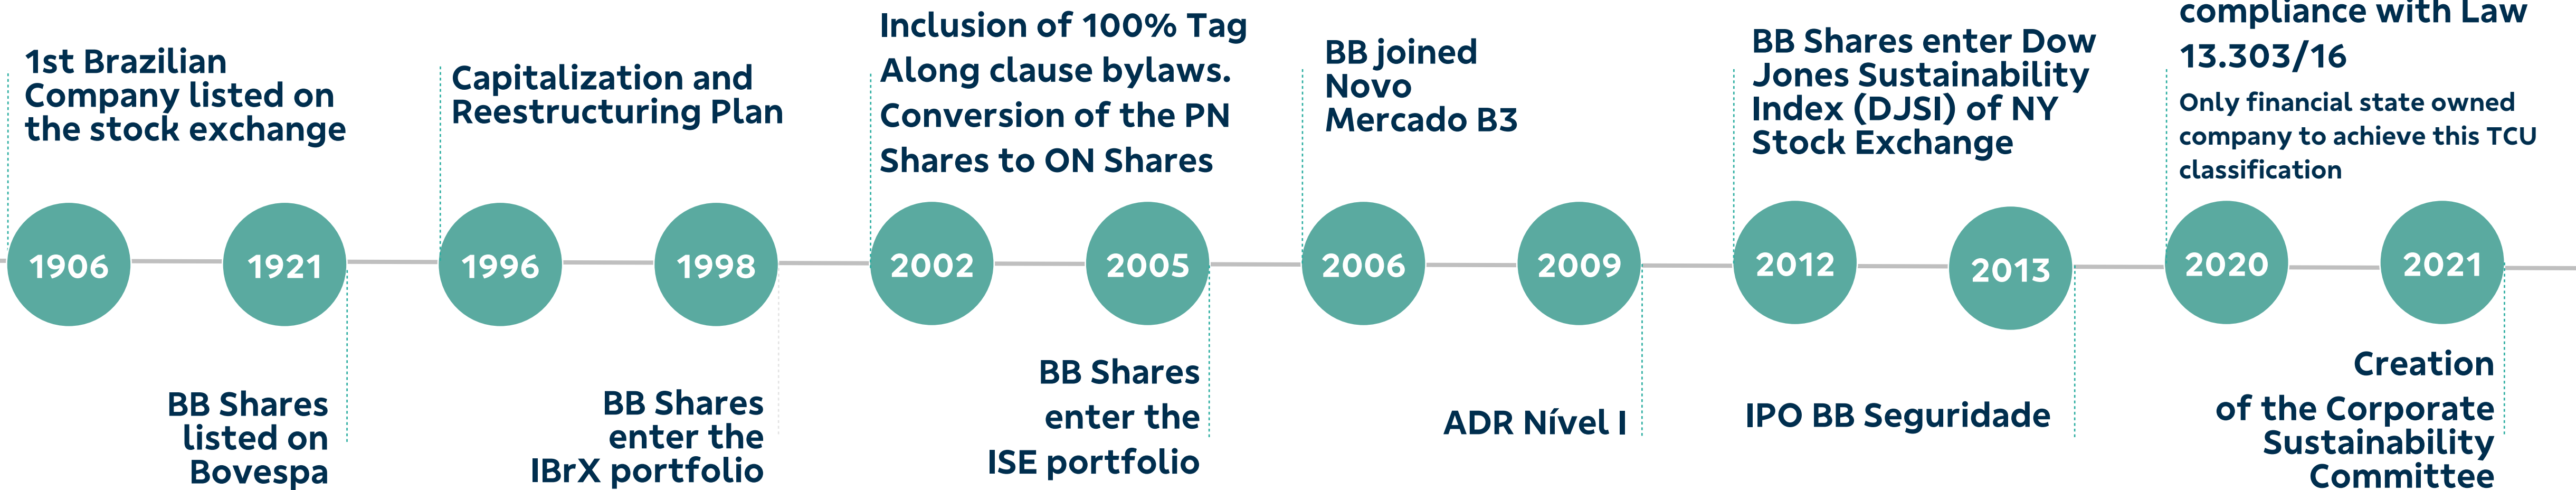 1st Brazilian
Company listed on
the stock exchange
1906
1921
BB Shares
listed on
Bovespa
Capitalization and
Reestructuring Plan
1996
1998
BB Shares
enter the
IBrX portfolio
Inclusion of 100% Tag
Along clause bylaws.
Conversion of the PN
Shares to ON Shares
2002
2005
BB Shares
enter the
ISE portfolio
BB joined
Novo
Mercado B3
2006
2009
ADR Nível I
BB Shares enter Dow
Jones Sustainability
Index (DJSI) of NY
Stock Exchange
2012
2013
IPO BB Seguridade
compliance with Law
13.303/16
Only financial state owned
company to achieve this TCU
classification
2020
2021
Creation
of the Corporate
Sustainability
Committee